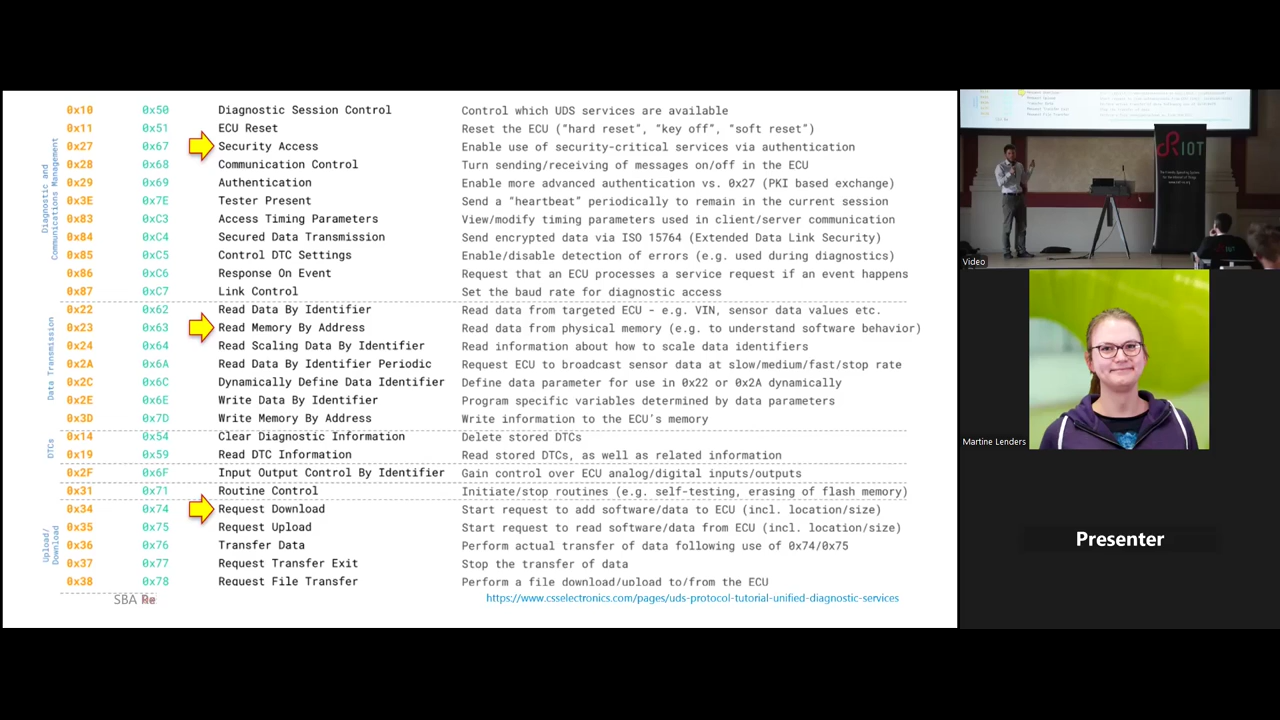 0x10 0x50 Diagnostic Session Control Control which UDS services are available
0x11 0x51 ECU Reset Reset the ECU ("hard reset", "key off", "soft reset")
0x27 0x67 Security Access Enable use of security-critical services via authentication
0x28 0x68 Communication Control Turn sending/receiving of messages on/off in the ECU
0x29 0x69 Authentication Enable more advanced authentication vs. 0x27 (PKI based exchange)
0x3E 0x7E Tester Present Send a "heartbeat" periodically to remain in the current session
0x83 0xC3 Access Timing Parameters View/modify timing parameters used in client/server communication
0x84 0xC4 Secured Data Transmission Send encrypted data via ISO 15764 (Extended Data Link Security)
0x85 0xC5 Control DTC Settings Enable/disable detection of errors (e.g. used during diagnostics)
0x86 0xC6 Response On Event Request that an ECU processes a service request if an event happens
0x87 0xC7 Link Control Set the baud rate for diagnostic access
Diagnostic and
Communications Management
0x22 0x62 Read Data By Identifier Read data from targeted ECU - e.g. VIN, sensor data values etc.
0x23 0x63 Read Memory By Address Read data from physical memory (e.g. to understand software behavior)
0x24 0x64 Read Scaling Data By Identifier Read information about how to scale data identifiers
0x2A 0x6A Read Data By Identifier Periodic Request ECU to broadcast sensor data at slow/medium/fast/stop rate
0x2C 0x6C Dynamically Define Data Identifier Define data parameter for use in 0x22 or 0x2A dynamically
0x2E 0x6E Write Data By Identifier Program specific variables determined by data parameters
0x3D 0x7D Write Memory By Address Write information to the ECU's memory
Data Transmission
0x14 0x54 Clear Diagnostic Information Delete stored DTCs
0x19 0x59 Read DTC Information Read stored DTCs, as well as related information
DTCs
0x2F 0x6F Input Output Control By Identifier Gain control over ECU analog/digital inputs/outputs
0x31 0x71 Routine Control Initiate/stop routines (e.g. self-testing, erasing of flash memory)
0x34 0x74 Request Download Start request to add software/data to ECU (incl. location/size)
0x35 0x75 Request Upload Start request to read software/data from ECU (incl. location/size)
0x36 0x76 Transfer Data Perform actual transfer of data following use of 0x74/0x75
0x37 0x77 Request Transfer Exit Stop the transfer of data
0x38 0x78 Request File Transfer Perform a file download/upload to/from the ECU
Upload/
Download
SBA Re
https://www.csselectronics.com/pages/uds-protocol-tutorial-unified-diagnostic-services
RIOT
Video
Martine Lenders
Presenter